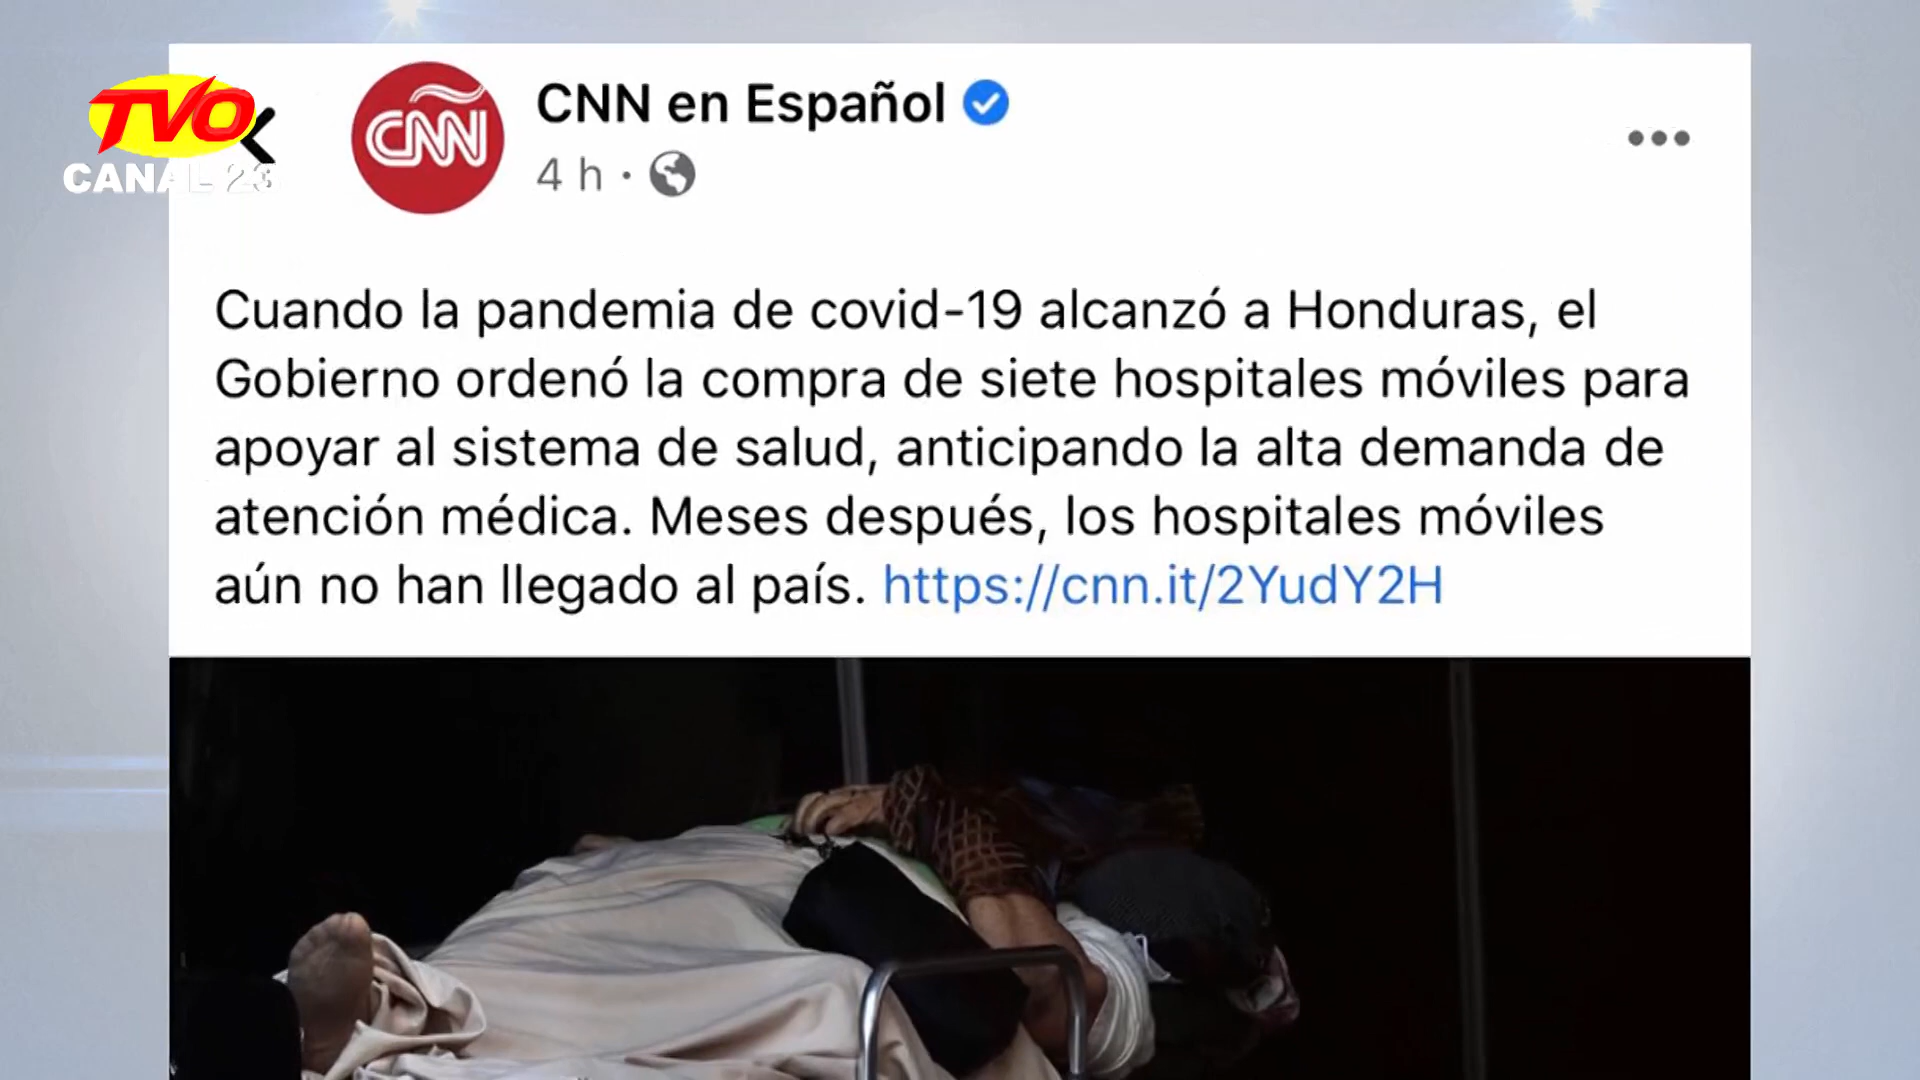 TVO
CANAL 23
CNN
CNN en Español
4 h ·
Cuando la pandemia de covid-19 alcanzó a Honduras, el
Gobierno ordenó la compra de siete hospitales móviles para
apoyar al sistema de salud, anticipando la alta demanda de
atención médica. Meses después, los hospitales móviles
aún no han llegado al país. https://cnn.it/2YudY2H